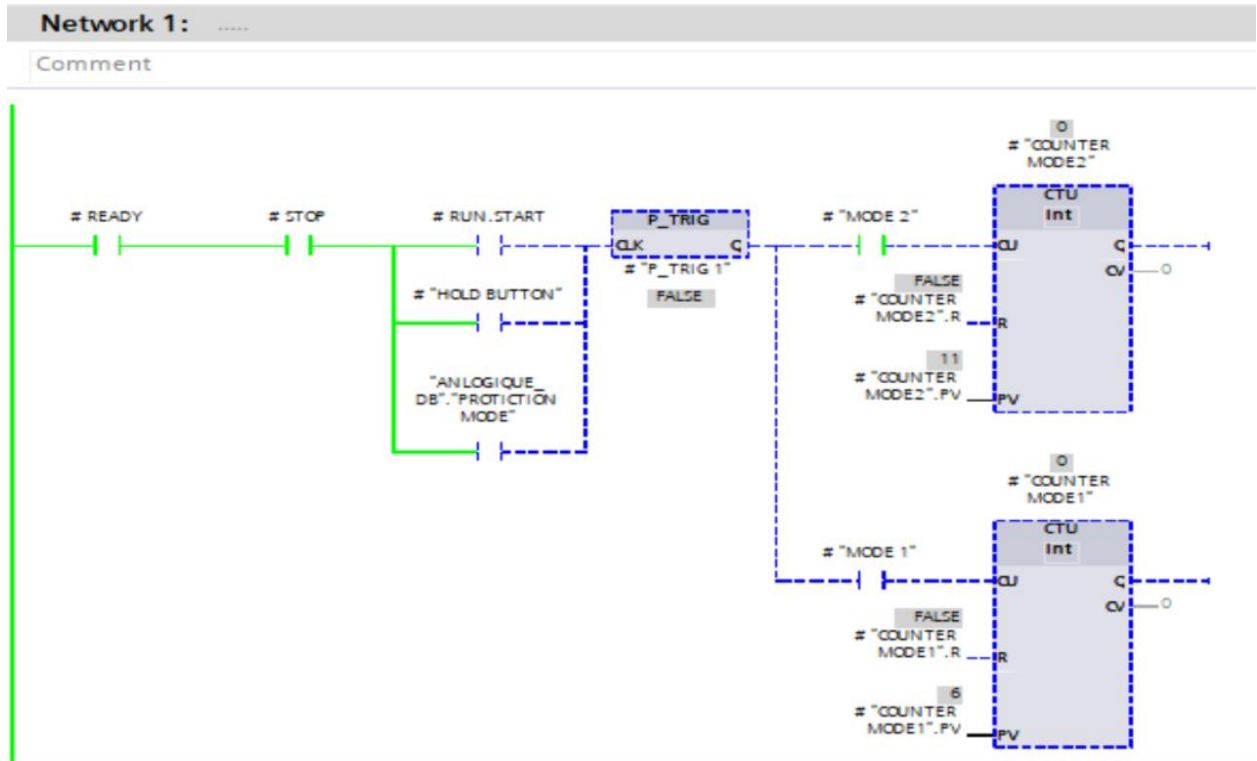 Network 1: .....
Comment
0
# "COUNTER
MODE2"
CTU
Int
# READY
# STOP
# RUN.START
P_TRIG
# "MODE 2"
CLK Q
CU Q
# "P_TRIG 1"
FALSE
CV 0
# "HOLD BUTTON"
FALSE
# "COUNTER
MODE2".R
R
"ANLOGIQUE_
DB"."PROTICTION
MODE"
11
# "COUNTER
MODE2".PV
PV
0
# "COUNTER
MODE1"
CTU
Int
# "MODE 1"
CU Q
CV 0
FALSE
# "COUNTER
MODE1".R
R
6
# "COUNTER
MODE1".PV
PV